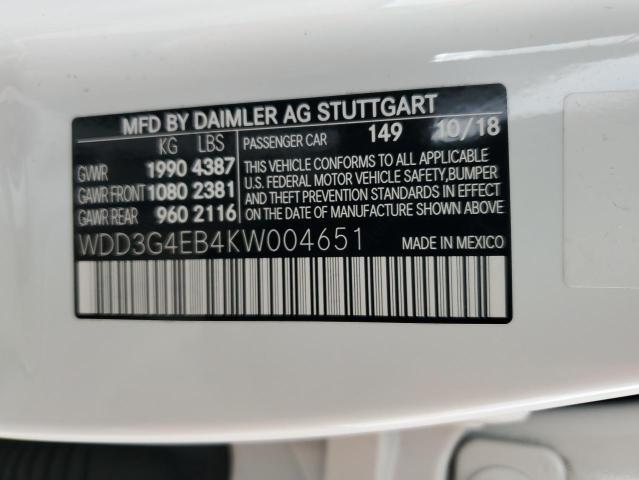 MFD BY DAIMLER AG STUTTGART
KG LBS PASSENGER CAR 149 10/18
GVWR 1990 4387
GAWR FRONT 1080 2381
GAWR REAR 960 2116
THIS VEHICLE CONFORMS TO ALL APPLICABLE
U.S. FEDERAL MOTOR VEHICLE SAFETY,BUMPER
AND THEFT PREVENTION STANDARDS IN EFFECT
ON THE DATE OF MANUFACTURE SHOWN ABOVE.
WDD3G4EB4KW004651 MADE IN MEXICO